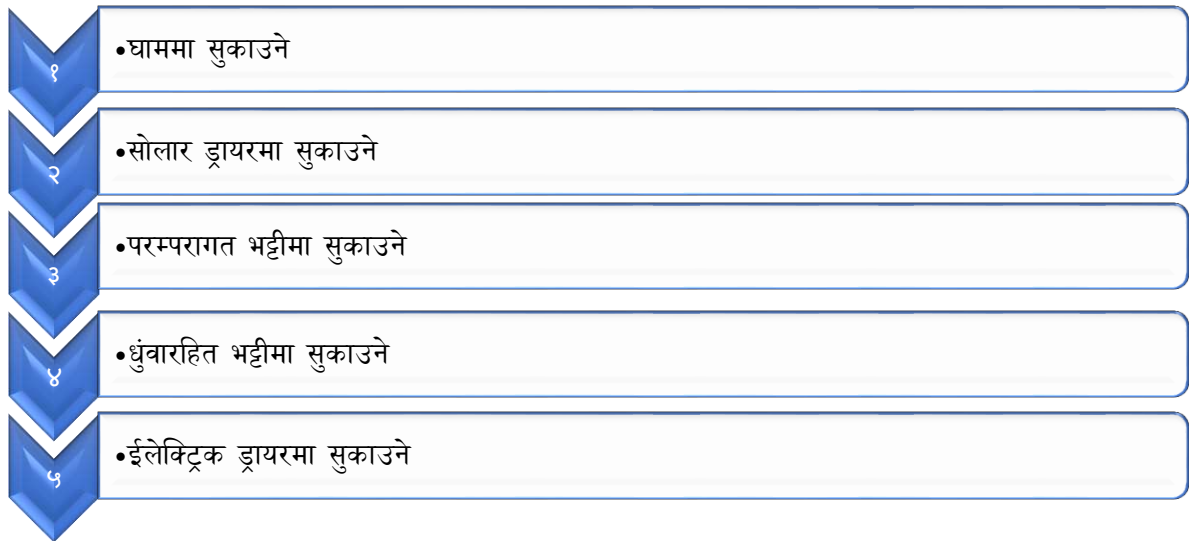 १
•घाममा सुकाउने
२
•सोलार ड्रायरमा सुकाउने
३
•परम्परागत भट्टीमा सुकाउने
४
•धुंवारहित भट्टीमा सुकाउने
५
•ईलेक्ट्रिक ड्रायरमा सुकाउने